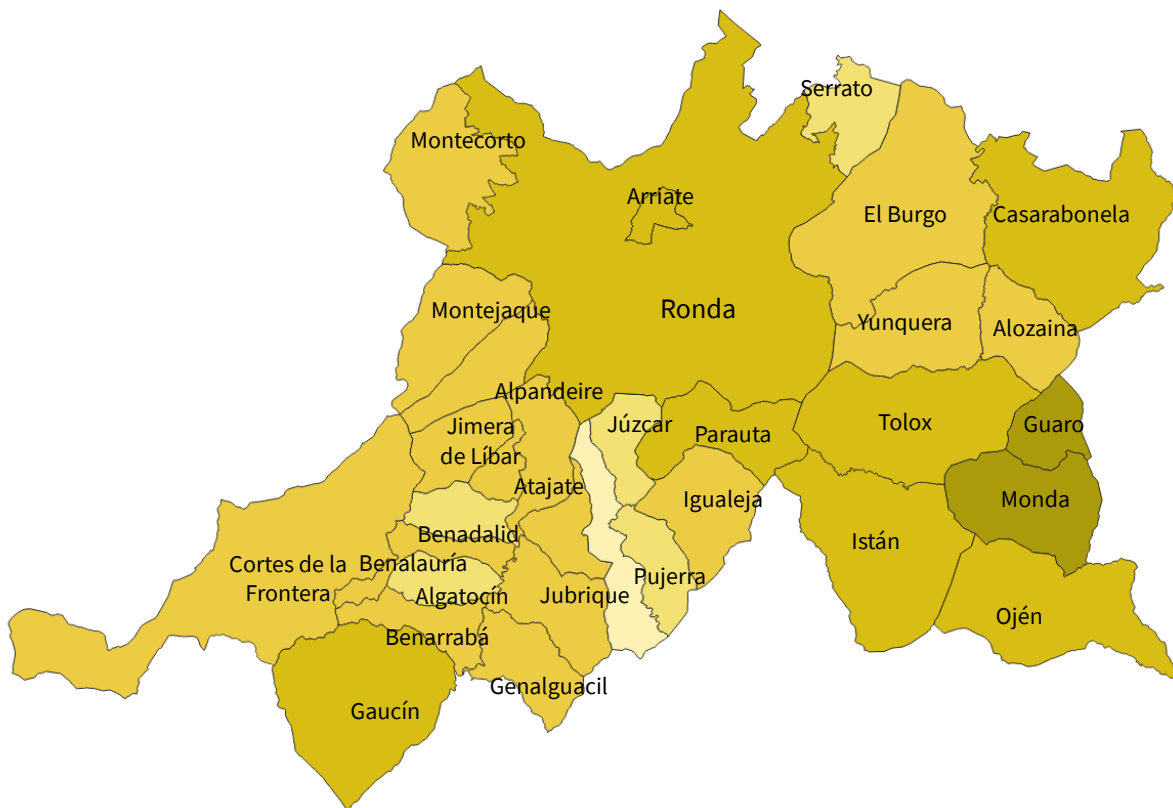 Serrato
Montecorto
Arriate
El Burgo
Casarabonela
Montejaque
Ronda
Yunquera
Alozaina
Alpandeire
Júzcar
Parauta
Tolox
Guaro
Jimera
de Líbar
Atajate
Igualeja
Monda
Benadalid
Istán
Cortes de la
Frontera
Benalauría
Algatocín
Jubrique
Pujerra
Ojén
Benarrabá
Genalguacil
Gaucín